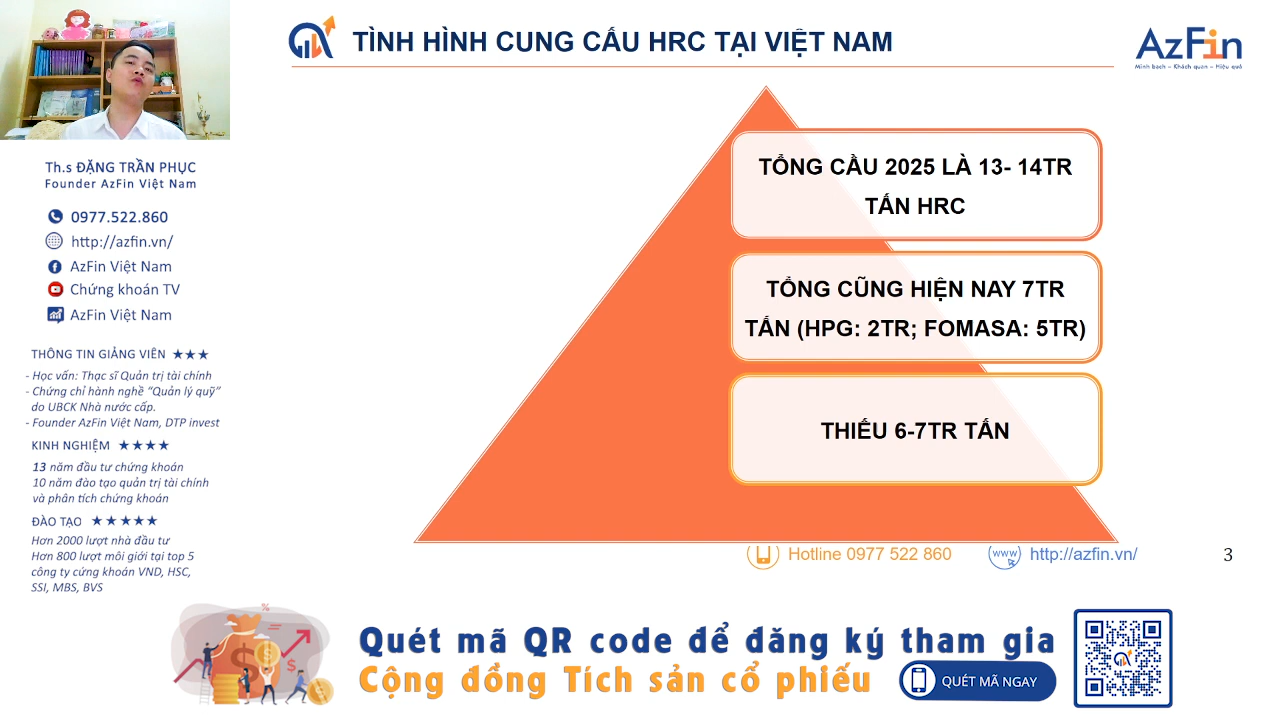 TÌNH HÌNH CUNG CẤU HRC TẠI VIỆT NAM
AzFin
Minh bạch – Khách quan – Hiệu quả
TỔNG CẦU 2025 LÀ 13- 14TR
TẤN HRC
TỔNG CŨNG HIỆN NAY 7TR
TẤN (HPG: 2TR; FOMASA: 5TR)
THIẾU 6-7TR TẤN
Th.s ĐẶNG TRẦN PHỤC
Founder AzFin Việt Nam
0977.522.860
http://azfin.vn/
AzFin Việt Nam
Chứng khoán TV
AzFin Việt Nam
THÔNG TIN GIẢNG VIÊN ★★★
- Học vấn: Thạc sĩ Quản trị tài chính
- Chứng chỉ hành nghề “Quản lý quỹ”
do UBCK Nhà nước cấp.
- Founder AzFin Việt Nam, DTP invest
KINH NGHIỆM ★★★★
13 năm đầu tư chứng khoán
10 năm đào tạo quản trị tài chính
và phân tích chứng khoán
ĐÀO TẠO ★★★★★
Hơn 2000 lượt nhà đầu tư
Hơn 800 lượt môi giới tại top 5
công ty cứng khoán VND, HSC,
SSI, MBS, BVS
Hotline 0977 522 860
www
http://azfin.vn/
3
Quét mã QR code để đăng ký tham gia
Cộng đồng Tích sản cổ phiếu
QUÉT MÃ NGAY